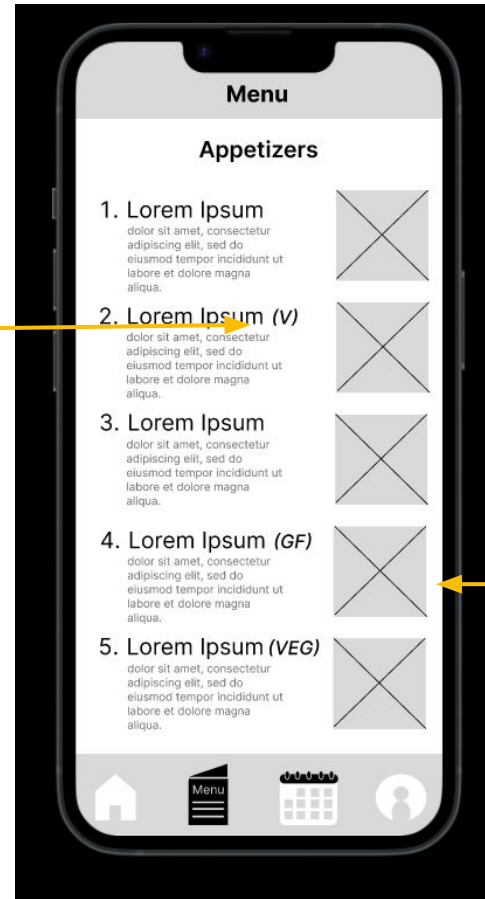 Menu
Appetizers
1. Lorem Ipsum
dolor sit amet, consectetur
adipiscing elit, sed do
eiusmod tempor incididunt ut
labore et dolore magna
aliqua.
2. Lorem Ipsum (V)
dolor sit amet, consectetur
adipiscing elit, sed do
eiusmod tempor incididunt ut
labore et dolore magna
aliqua.
3. Lorem Ipsum
dolor sit amet, consectetur
adipiscing elit, sed do
eiusmod tempor incididunt ut
labore et dolore magna
aliqua.
4. Lorem Ipsum (GF)
dolor sit amet, consectetur
adipiscing elit, sed do
eiusmod tempor incididunt ut
labore et dolore magna
aliqua.
5. Lorem Ipsum (VEG)
dolor sit amet, consectetur
adipiscing elit, sed do
eiusmod tempor incididunt ut
labore et dolore magna
aliqua.
Menu